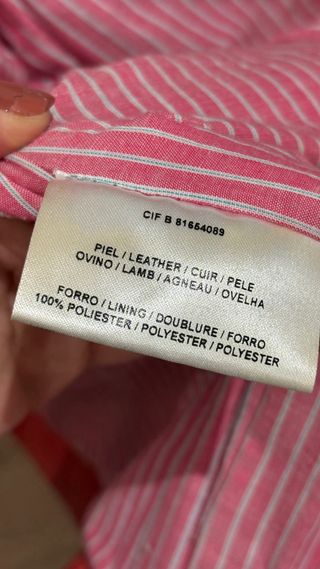 CIF B 81654089
PIEL / LEATHER / CUIR / PELE
OVINO / LAMB / AGNEAU / OVELHA
FORRO / LINING / DOUBLURE / FORRO
100% POLIESTER / POLYESTER / POLYESTER